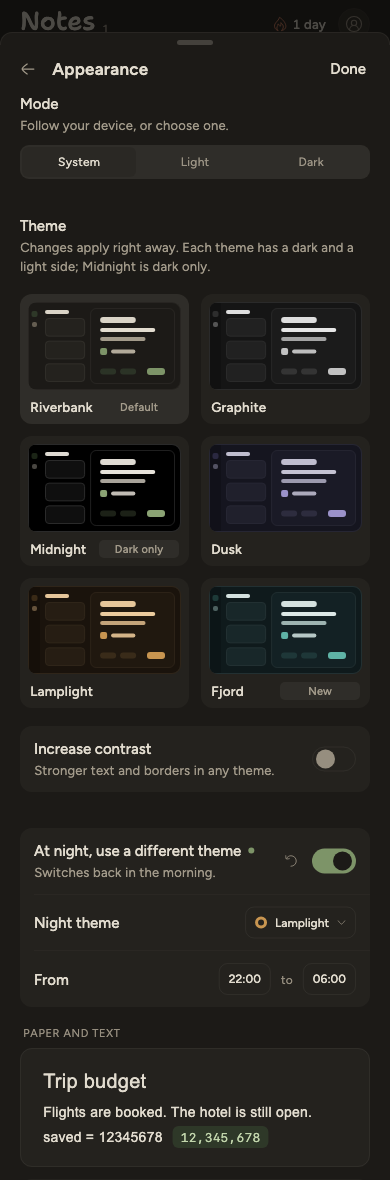 Notes 1
1 day
Appearance
Done
Mode
Follow your device, or choose one.
System
Light
Dark
Theme
Changes apply right away. Each theme has a dark and a
light side; Midnight is dark only.
Riverbank Default
Graphite
Midnight Dark only
Dusk
Lamplight
Fjord New
Increase contrast
Stronger text and borders in any theme.
At night, use a different theme
Switches back in the morning.
Night theme
Lamplight
From
22:00 to 06:00
PAPER AND TEXT
Trip budget
Flights are booked. The hotel is still open.
saved = 12345678 12,345,678